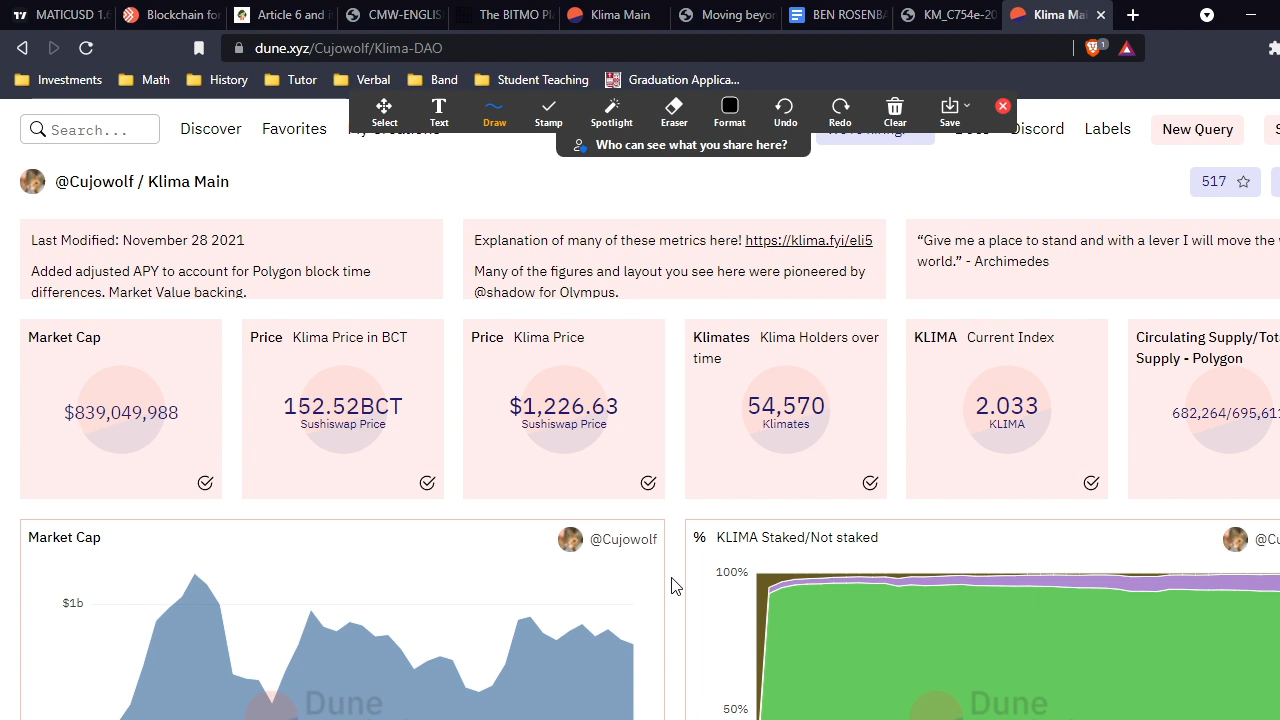 MATICUSD 1.6
Blockchain for
Article 6 and i
CMW-ENGLIS
The BITMO Pl
Klima Main
Moving beyon
BEN ROSENBA
KM_C754e-20
Klima Mai
dune.xyz/Cujowolf/Klima-DAO
1
Investments
Math
History
Tutor
Verbal
Band
Student Teaching
Graduation Applica...
Select
Text
Draw
Stamp
Spotlight
Eraser
Format
Undo
Redo
Clear
Save
Who can see what you share here?
Search...
Discover
Favorites
Discord
Labels
New Query
@Cujowolf / Klima Main
517
Last Modified: November 28 2021
Added adjusted APY to account for Polygon block time
differences. Market Value backing.
Explanation of many of these metrics here! https://klima.fyi/eli5
Many of the figures and layout you see here were pioneered by
@shadow for Olympus.
“Give me a place to stand and with a lever I will move the
world.” - Archimedes
Market Cap
$839,049,988
Price Klima Price in BCT
152.52BCT
Sushiswap Price
Price Klima Price
$1,226.63
Sushiswap Price
Klimates Klima Holders over
time
54,570
Klimates
KLIMA Current Index
2.033
KLIMA
Circulating Supply/Tot
Supply - Polygon
682,264/695,611
Market Cap
@Cujowolf
$1b
Dune
% KLIMA Staked/Not staked
@Cu
100%
50%
Dune